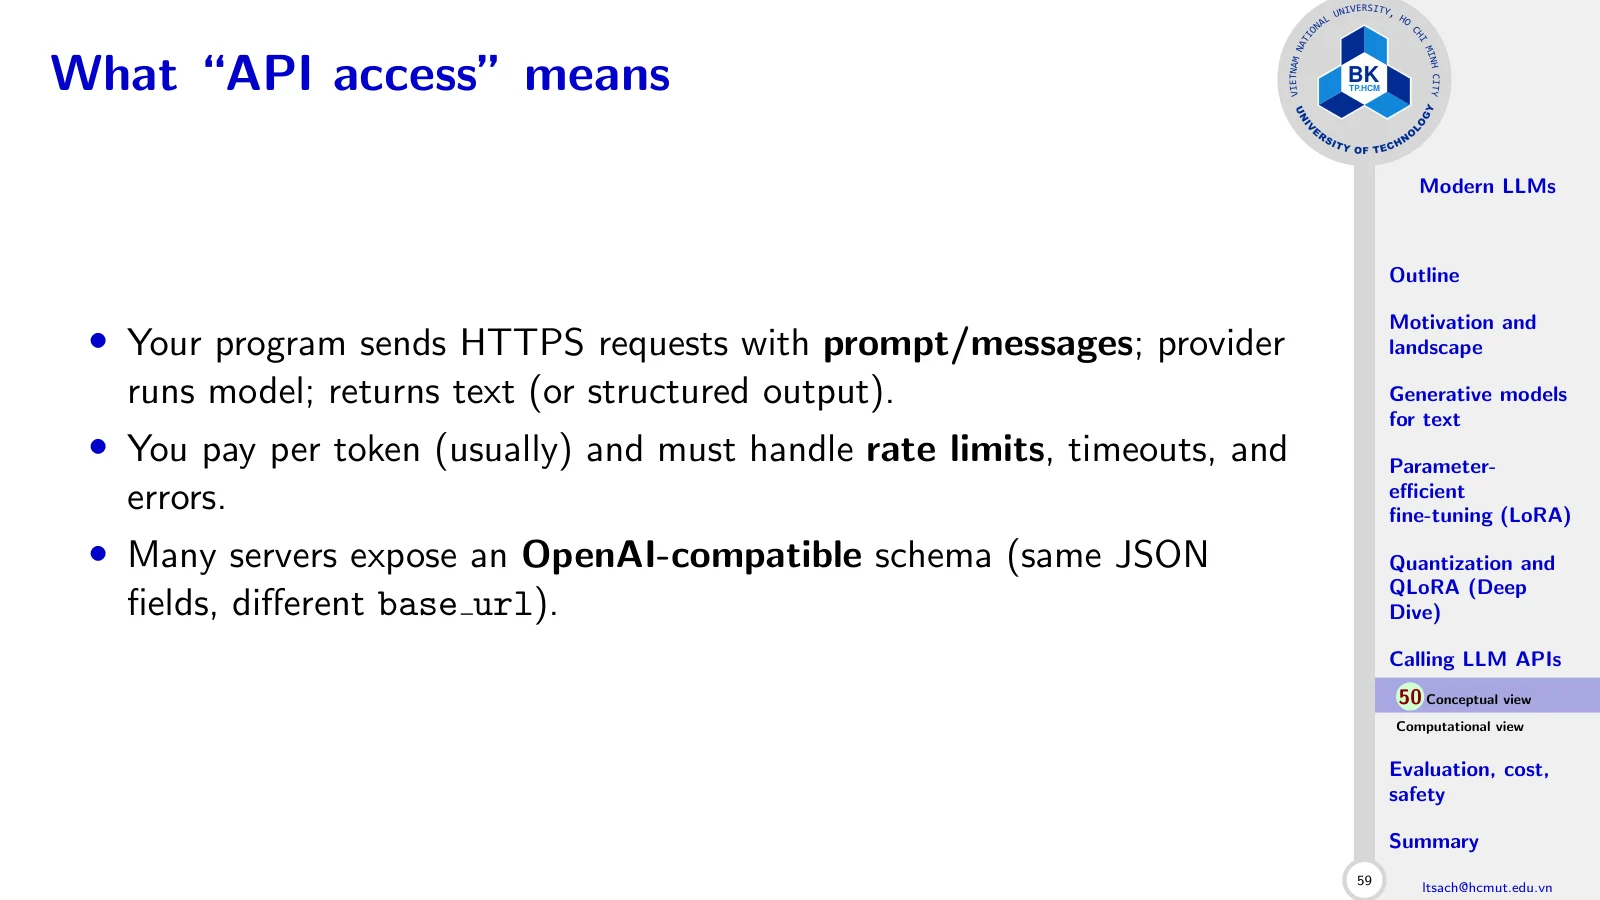 What “API access” means
• Your program sends HTTPS requests with prompt/messages; provider
runs model; returns text (or structured output).
• You pay per token (usually) and must handle rate limits, timeouts, and
errors.
• Many servers expose an OpenAI-compatible schema (same JSON
fields, different base_url).
VIETNAM NATIONAL UNIVERSITY, HO CHI MINH CITY
BK
TP.HCM
UNIVERSITY OF TECHNOLOGY
Modern LLMs
Outline
Motivation and
landscape
Generative models
for text
Parameter-
efficient
fine-tuning (LoRA)
Quantization and
QLoRA (Deep
Dive)
Calling LLM APIs
50 Conceptual view
Computational view
Evaluation, cost,
safety
Summary
59
ltsach@hcmut.edu.vn